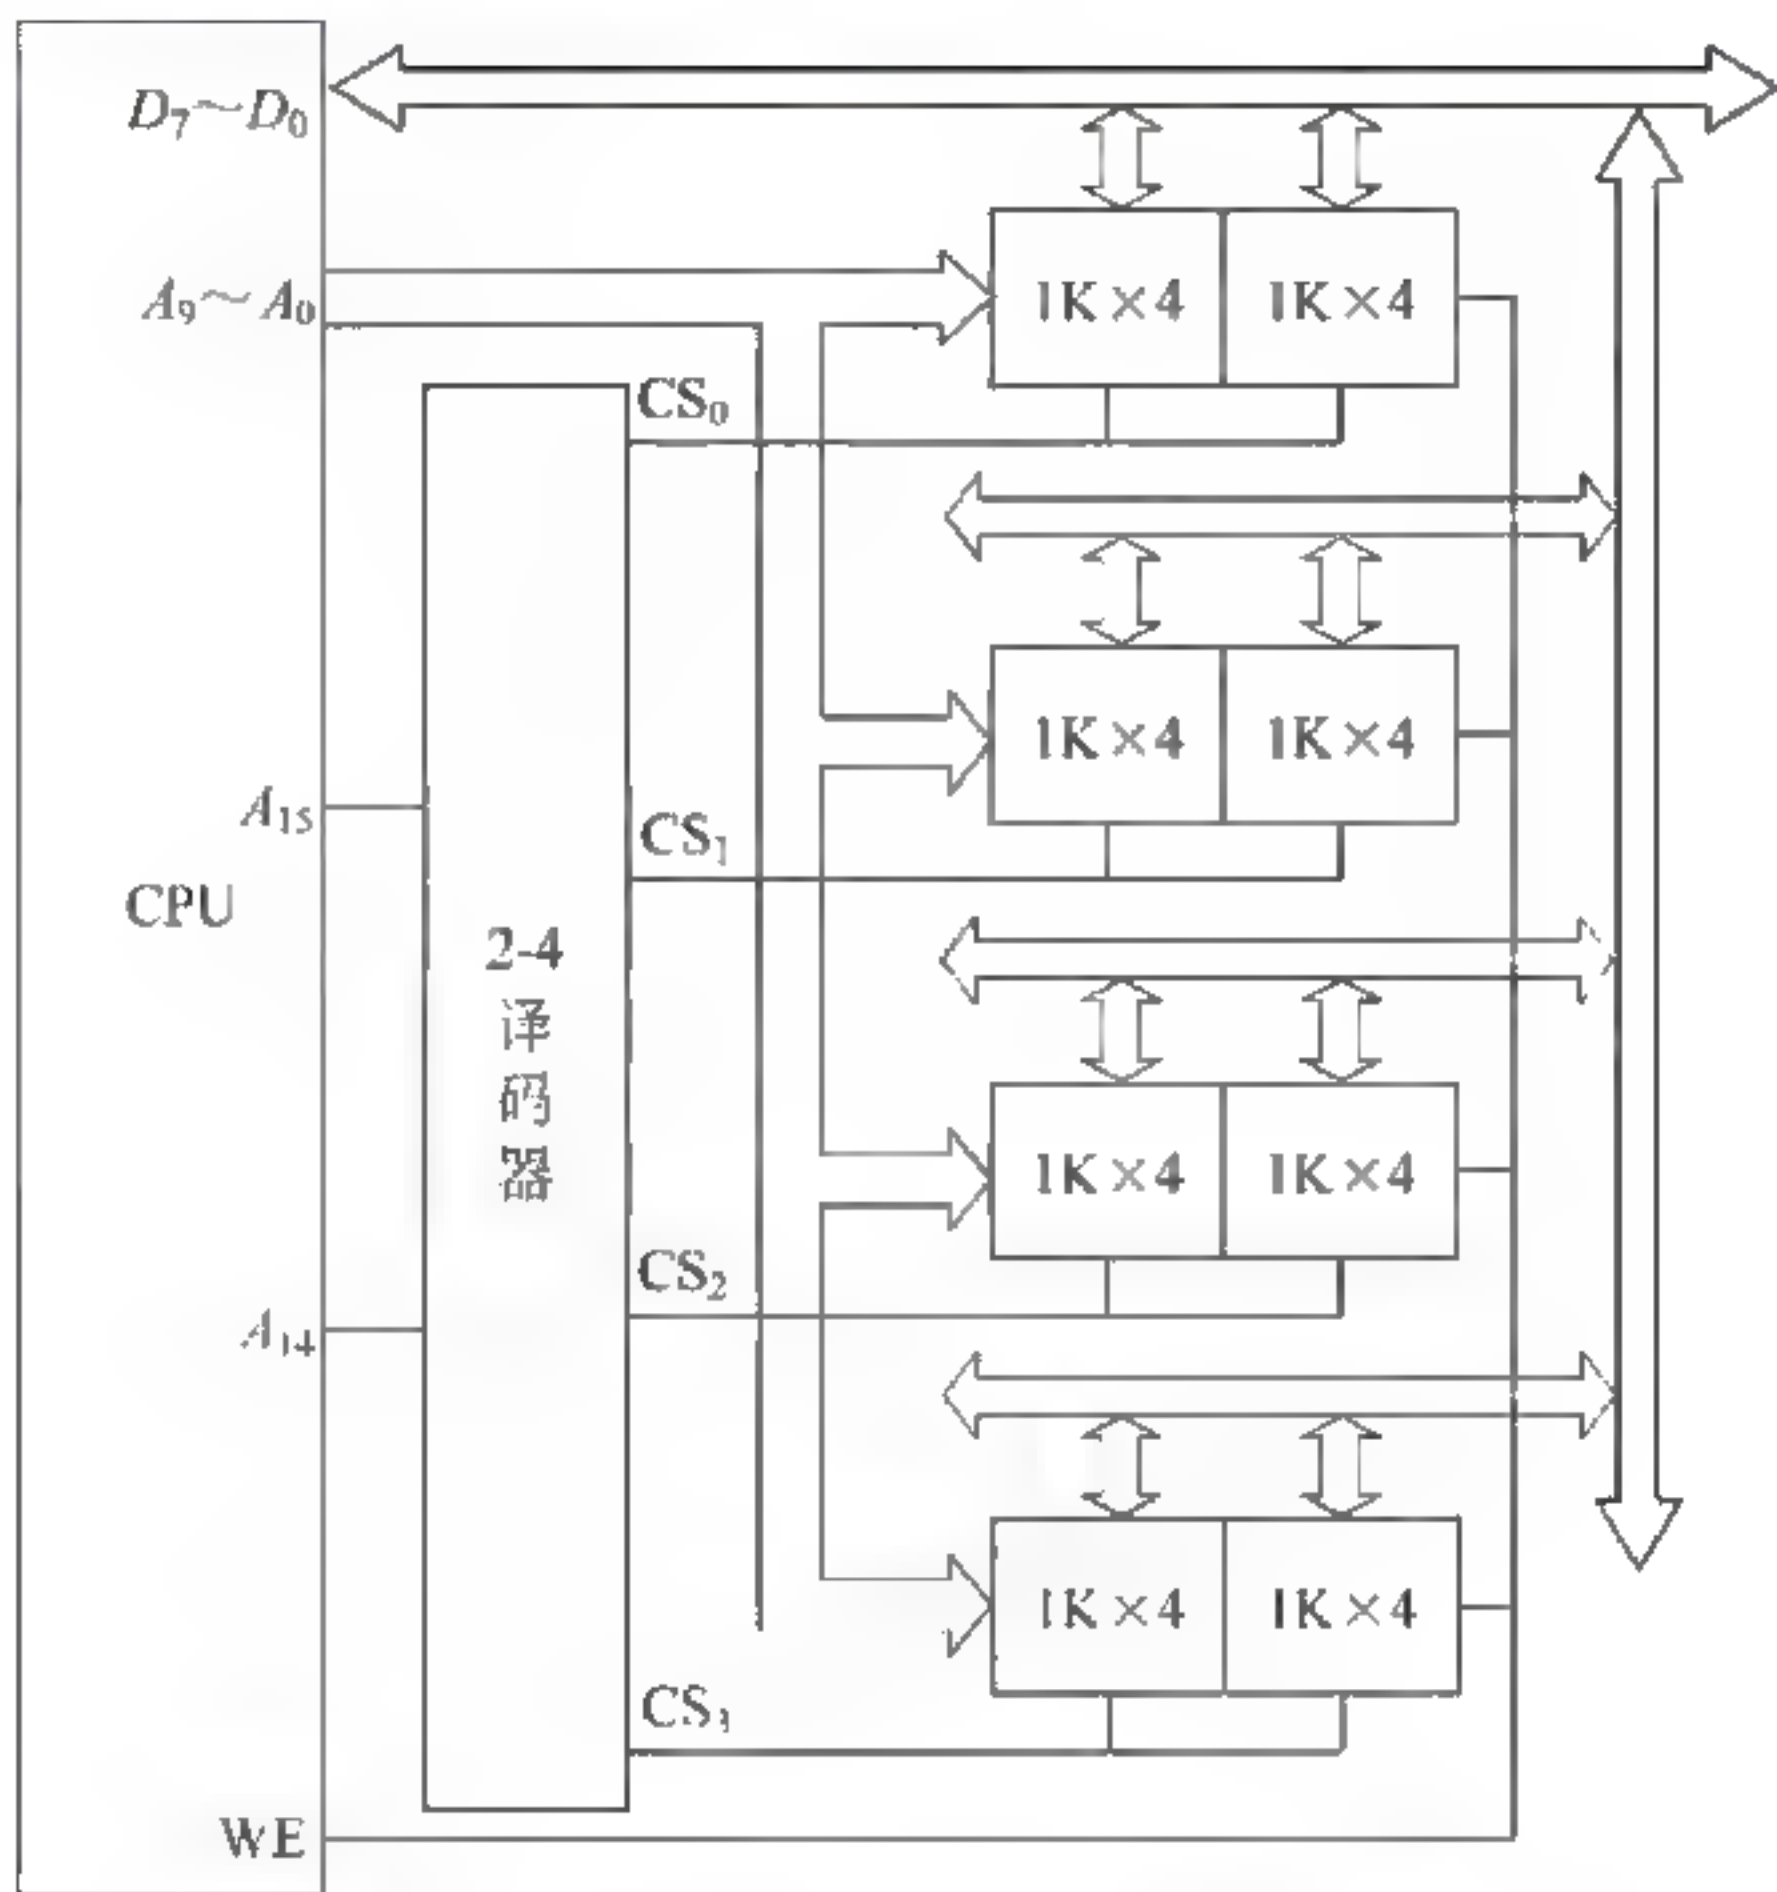 D₇～D₀
A₉～A₀
1K×4 1K×4
CS₀
1K×4 1K×4
A₁₅
CS₁
CPU
2-4
译
码
器
1K×4 1K×4
CS₂
A₁₄
1K×4 1K×4
CS₃
WE